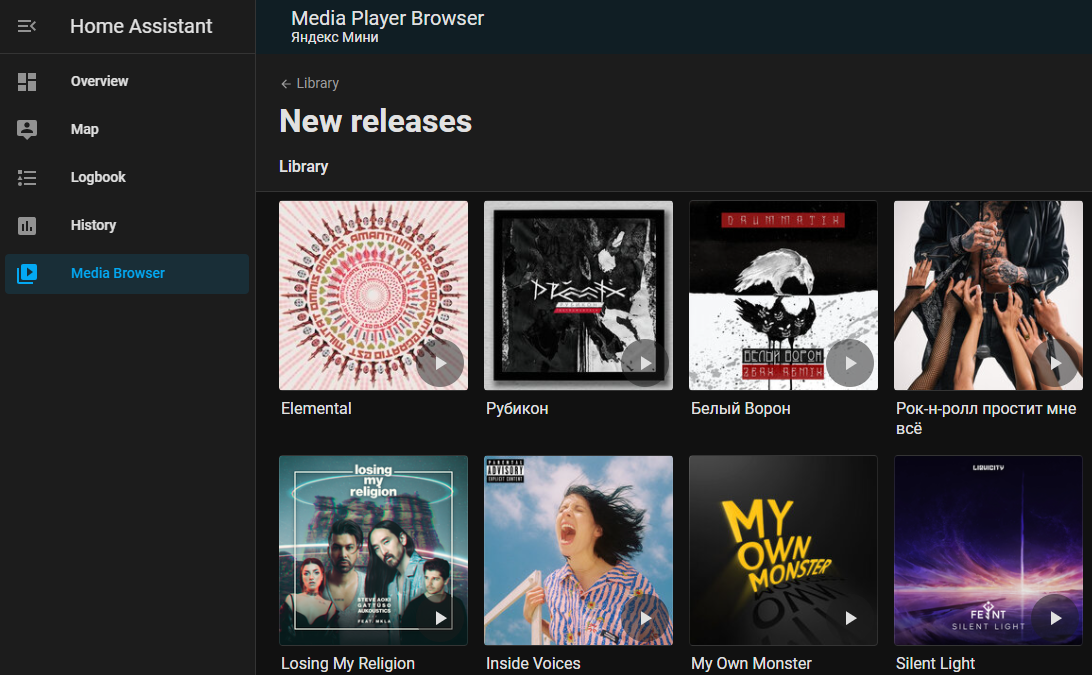 Home Assistant
Media Player Browser
Яндекс Мини
Overview
Map
Logbook
History
Media Browser
← Library
New releases
Library
Elemental
DRUMMATIX
БЕЛЫЙ ВОРОН
Рубикон
Белый Ворон
Рок-н-ролл простит мне
всё
losing
my
religion
STEVE AOKI
GATTÜSO
AUKOUSTICS
FEAT. MKLA
PARENTAL
ADVISORY
EXPLICIT CONTENT
MY
OWN
MONSTER
LIQUICITY
FEINT
SILENT LIGHT
Losing My Religion
Inside Voices
My Own Monster
Silent Light